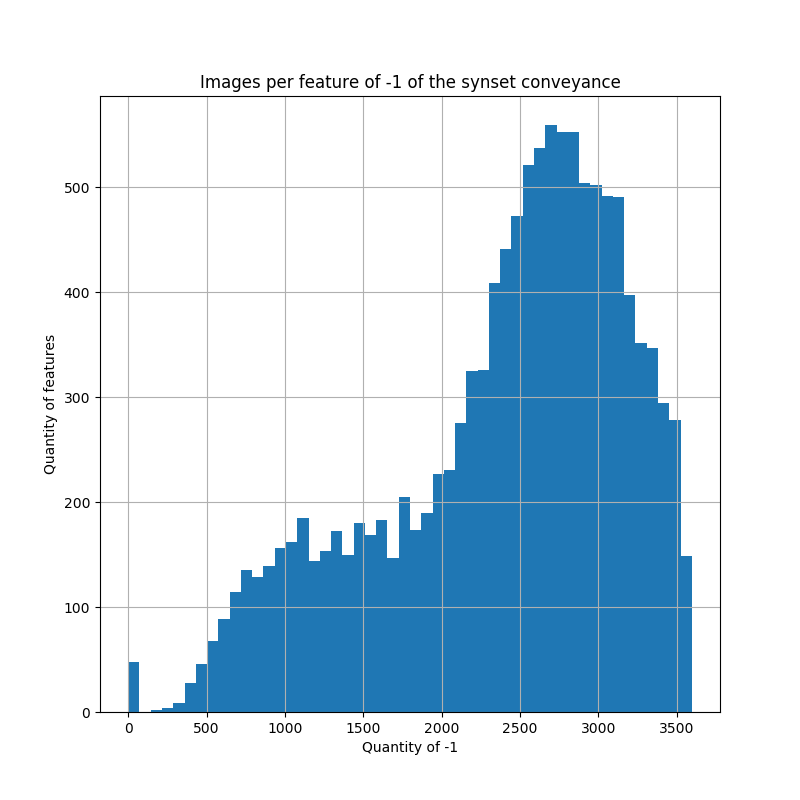 Images per feature of -1 of the synset conveyance
Quantity of features
500
400
300
200
100
0
0 500 1000 1500 2000 2500 3000 3500
Quantity of -1